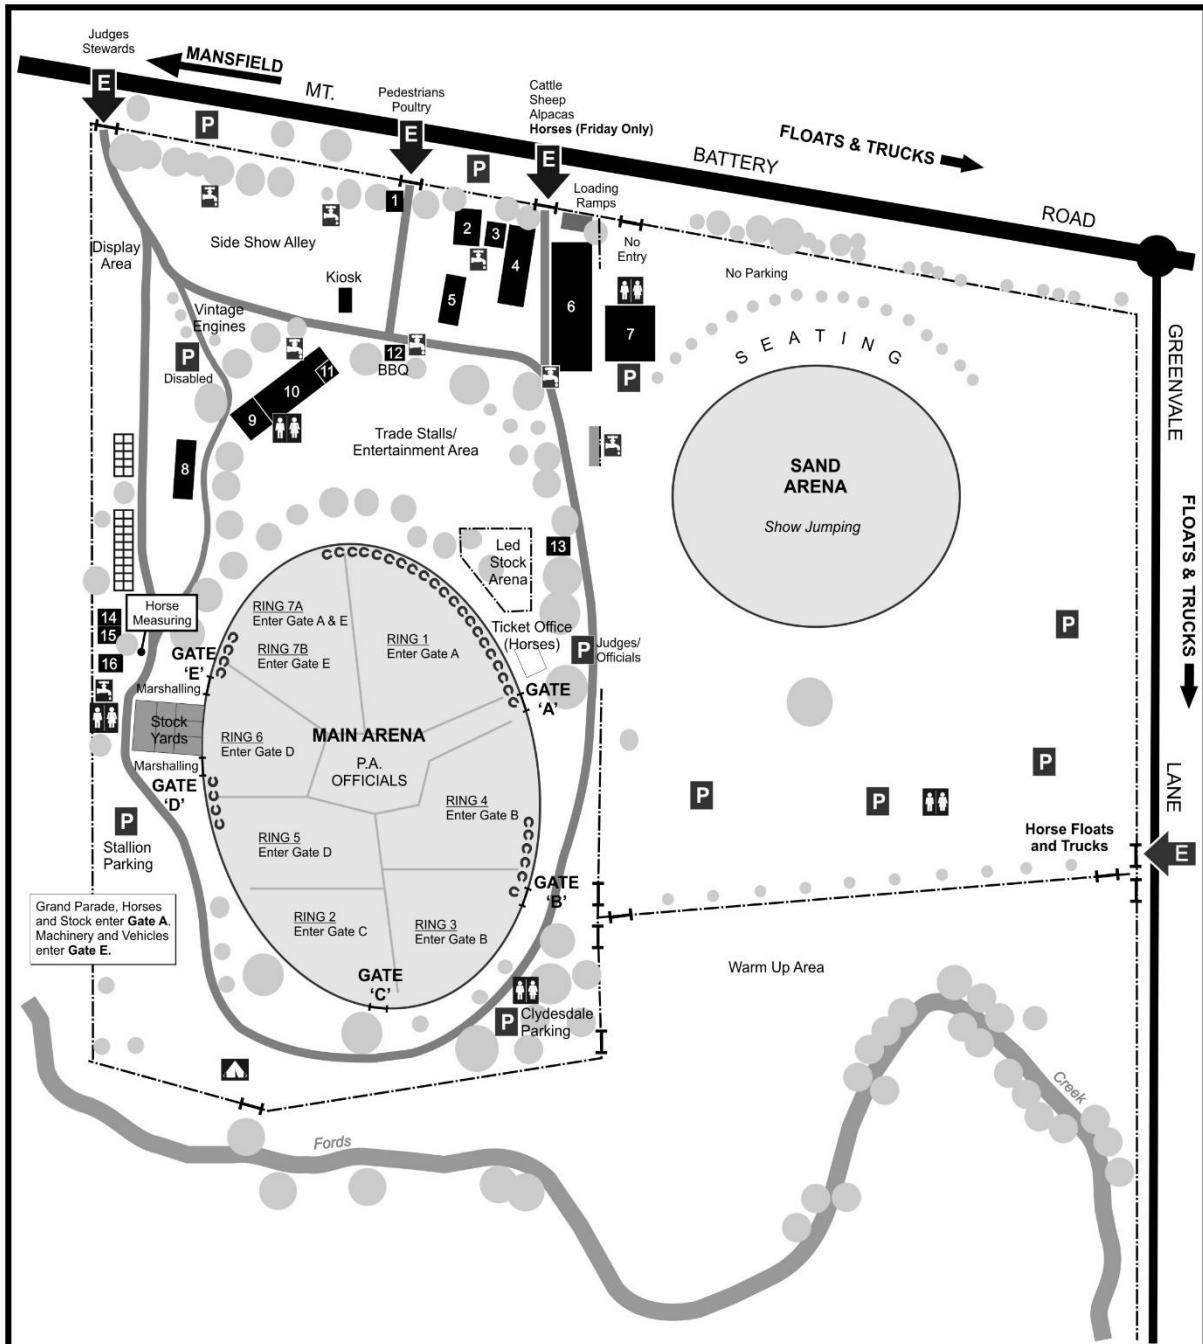 Judges
Stewards
MANSFIELD
E
MT.
Pedestrians
Poultry
E
Cattle
Sheep
Alpacas
Horses (Friday Only)
E
FLOATS & TRUCKS
BATTERY
ROAD
P
P
Loading
Ramps
No
Entry
No Parking
Display
Area
Side Show Alley
1
2
3
4
5
6
7
Kiosk
Vintage
Engines
P
Disabled
12
BBQ
11
10
9
8
P
SEATING
GREENVALE
Trade Stalls/
Entertainment Area
SAND
ARENA
Show Jumping
FLOATS & TRUCKS
Led
Stock
Arena
13
Horse
Measuring
14
15
16
RING 7A
Enter Gate A & E
RING 7B
Enter Gate E
RING 1
Enter Gate A
Ticket Office
(Horses)
P
Judges/
Officials
P
GATE
'E'
Marshalling
GATE
'A'
Stock
Yards
RING 6
Enter Gate D
MAIN ARENA
P.A.
OFFICIALS
Marshalling
GATE
'D'
P
P
P
LANE
P
Stallion
Parking
RING 4
Enter Gate B
RING 5
Enter Gate D
Horse Floats
and Trucks
E
GATE
'B'
Grand Parade, Horses
and Stock enter Gate A.
Machinery and Vehicles
enter Gate E.
RING 2
Enter Gate C
RING 3
Enter Gate B
GATE
'C'
Warm Up Area
P
Clydesdale
Parking
Fords
Creek